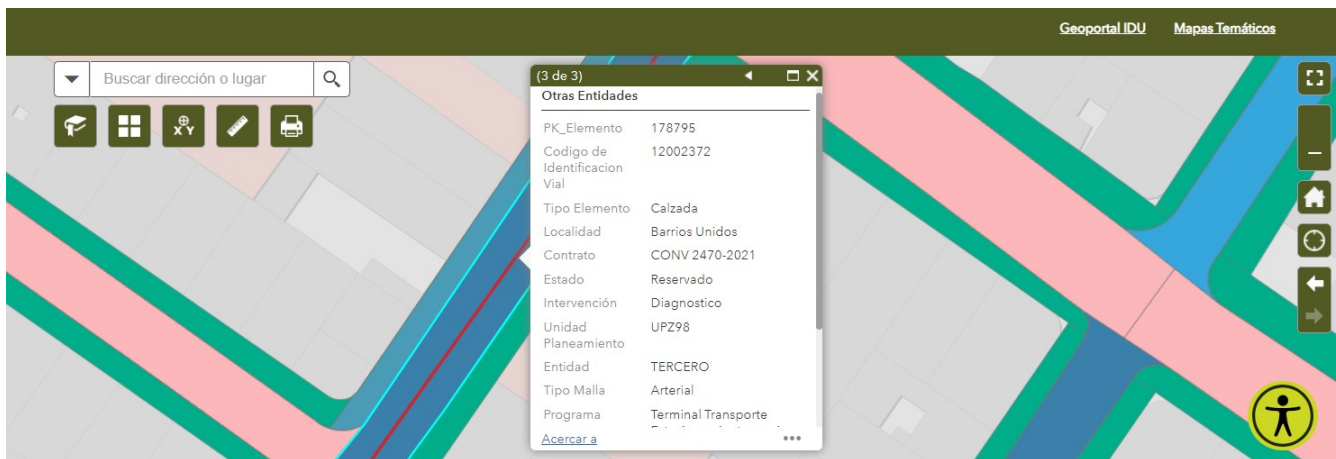 Geoportal IDU Mapas Temáticos
Buscar dirección o lugar
X Y
(3 de 3)
Otras Entidades
PK_Elemento 178795
Codigo de 12002372
Identificacion
Vial
Tipo Elemento Calzada
Localidad Barrios Unidos
Contrato CONV 2470-2021
Estado Reservado
Intervención Diagnostico
Unidad UPZ98
Planeamiento
Entidad TERCERO
Tipo Malla Arterial
Programa Terminal Transporte
Acercar a